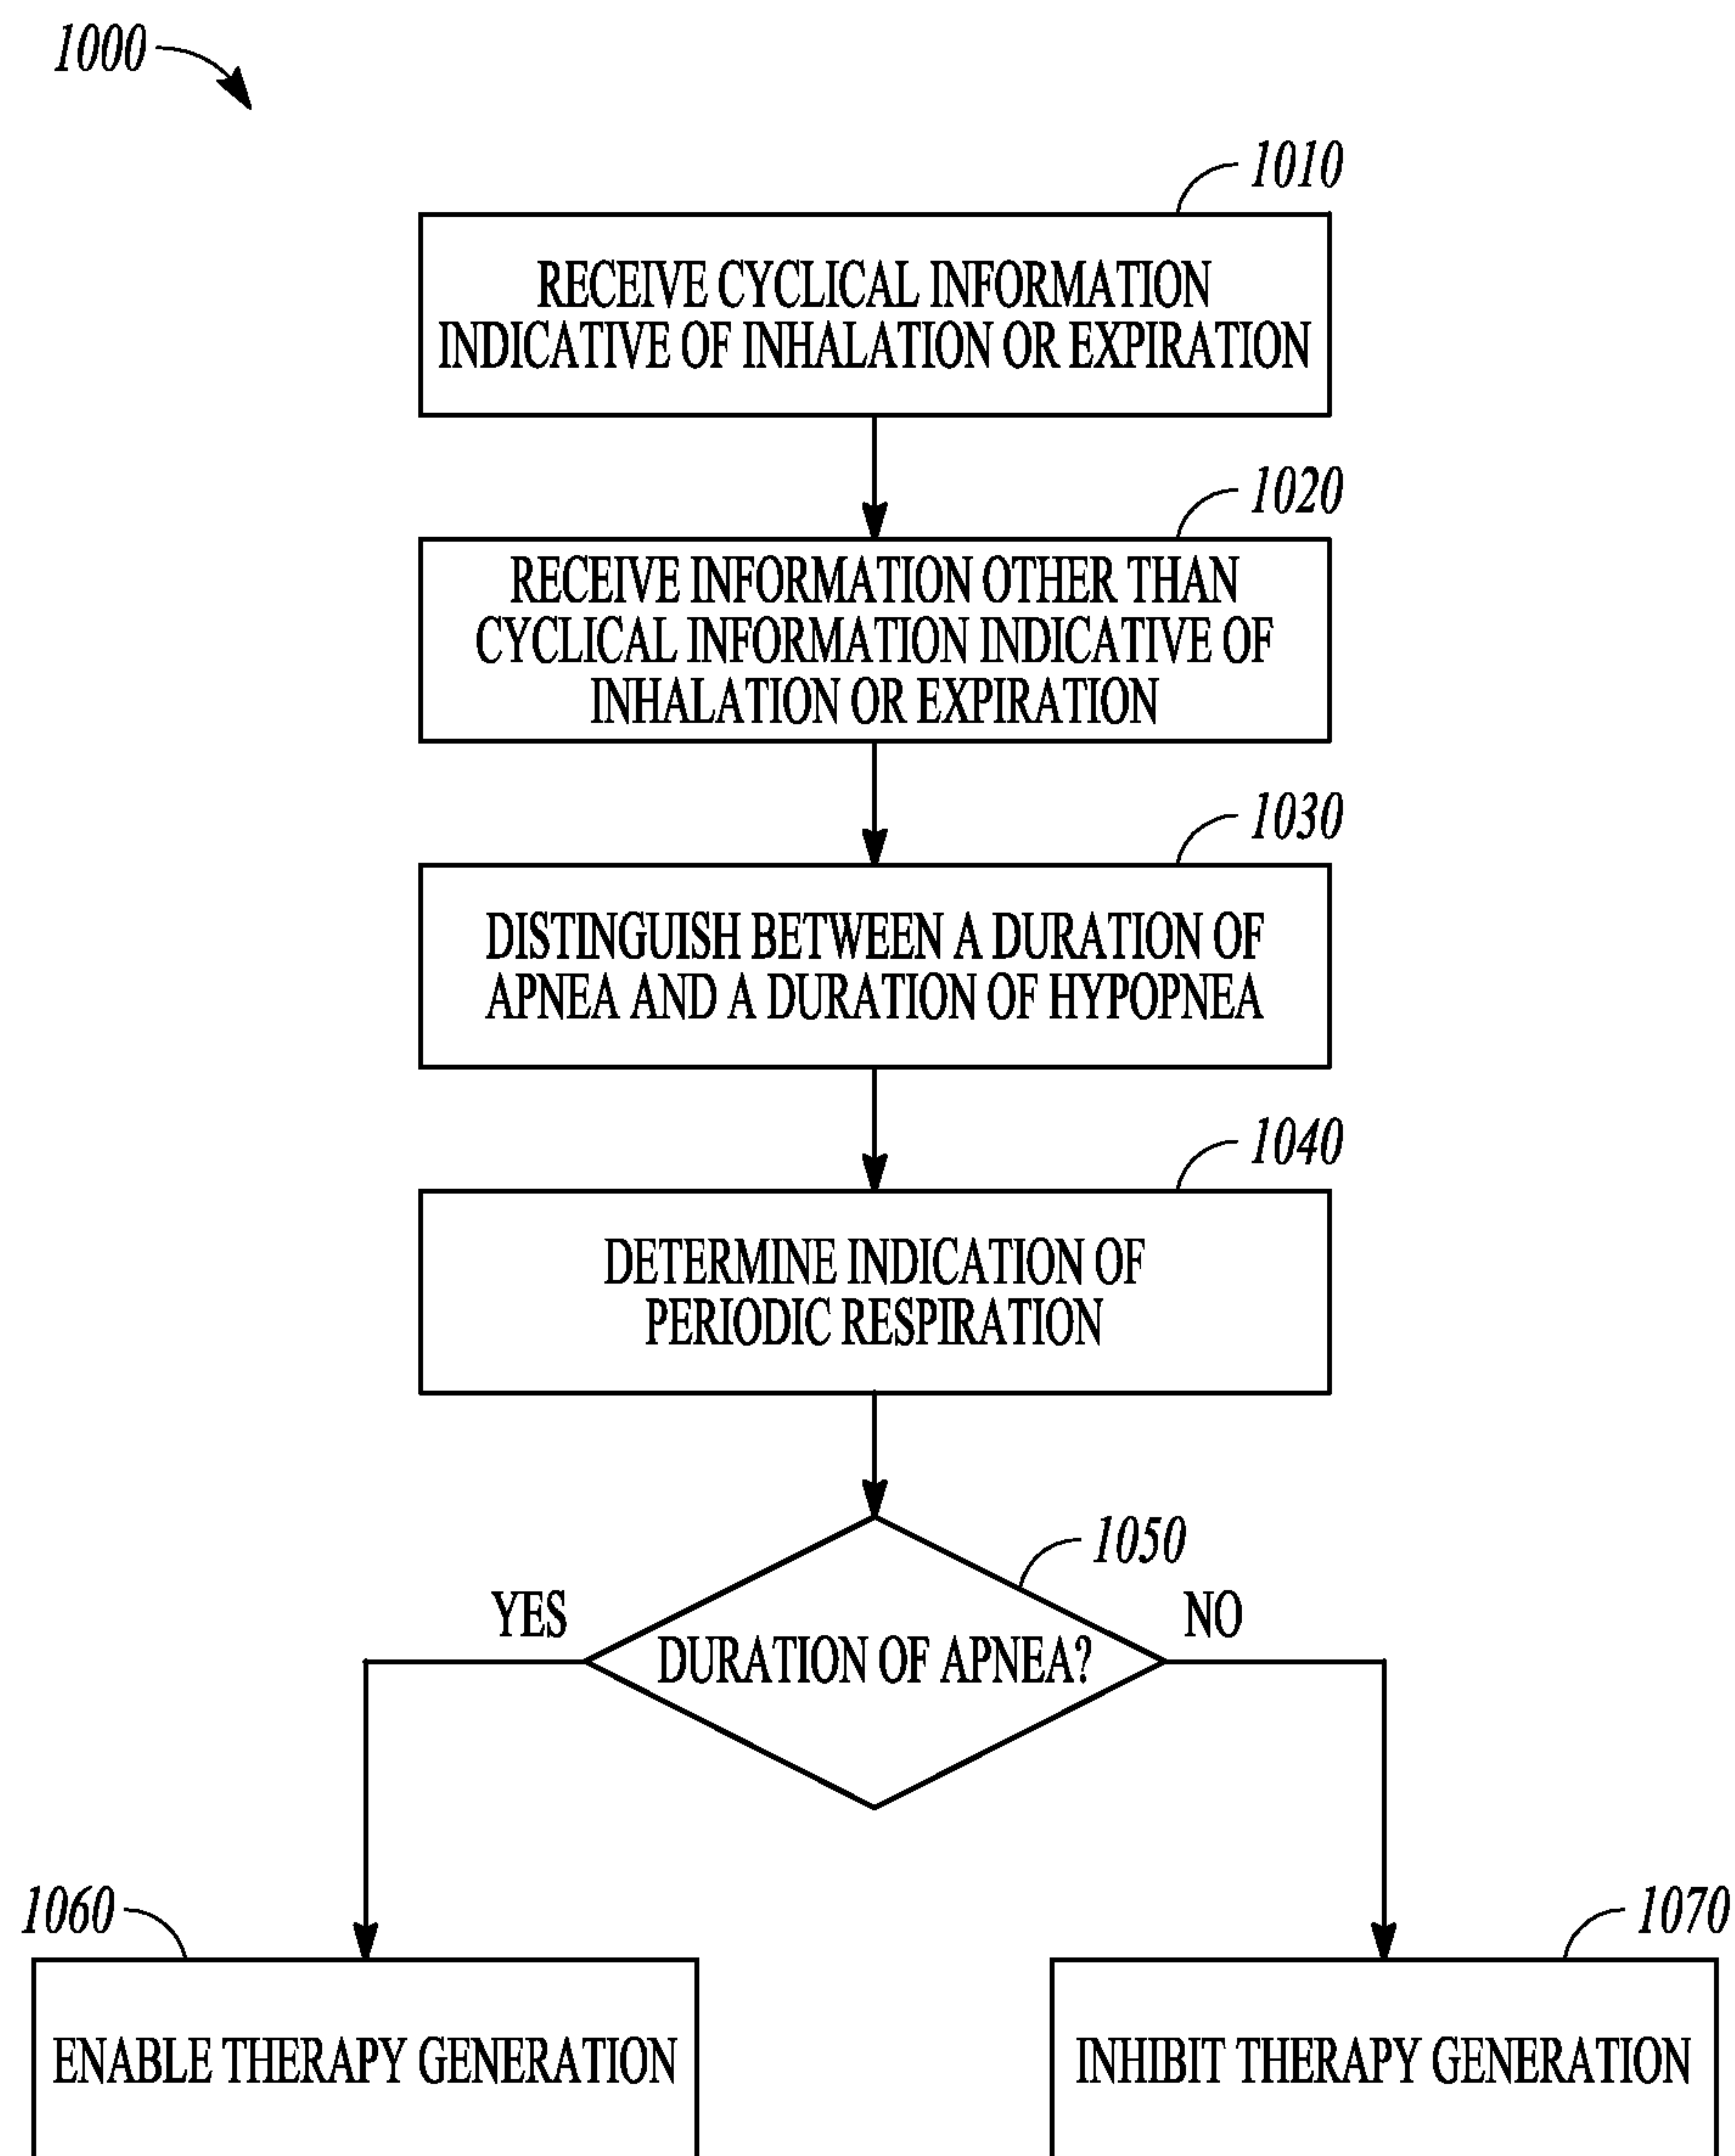 1000
1010
RECEIVE CYCLICAL INFORMATION
INDICATIVE OF INHALATION OR EXPIRATION
1020
RECEIVE INFORMATION OTHER THAN
CYCLICAL INFORMATION INDICATIVE OF
INHALATION OR EXPIRATION
1030
DISTINGUISH BETWEEN A DURATION OF
APNEA AND A DURATION OF HYPOPNEA
1040
DETERMINE INDICATION OF
PERIODIC RESPIRATION
1050
YES
NO
DURATION OF APNEA?
1060
1070
ENABLE THERAPY GENERATION
INHIBIT THERAPY GENERATION